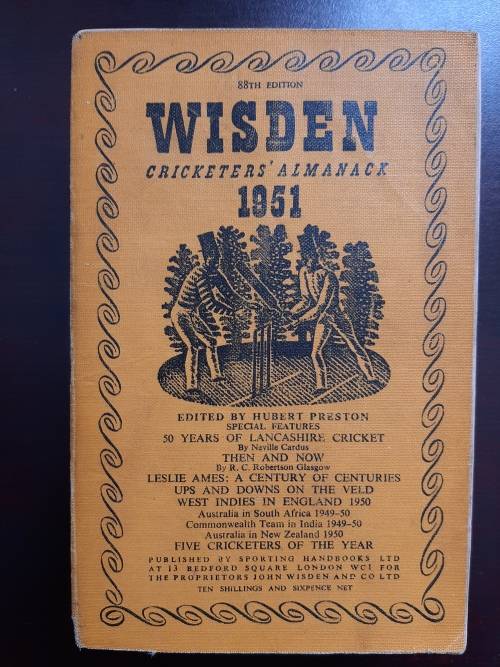 88TH EDITION
WISDEN
CRICKETERS' ALMANACK
1951
EDITED BY HUBERT PRESTON
SPECIAL FEATURES
50 YEARS OF LANCASHIRE CRICKET
By Neville Cardus
THEN AND NOW
By R. C. Robertson Glasgow
LESLIE AMES: A CENTURY OF CENTURIES
UPS AND DOWNS ON THE VELD
WEST INDIES IN ENGLAND 1950
Australia in South Africa 1949-50
Commonwealth Team in India 1949-50
Australia in New Zealand 1950
FIVE CRICKETERS OF THE YEAR
PUBLISHED BY SPORTING HANDBOOKS LTD
AT 13 BEDFORD SQUARE LONDON WC1 FOR
THE PROPRIETORS JOHN WISDEN AND CO LTD
TEN SHILLINGS AND SIXPENCE NET